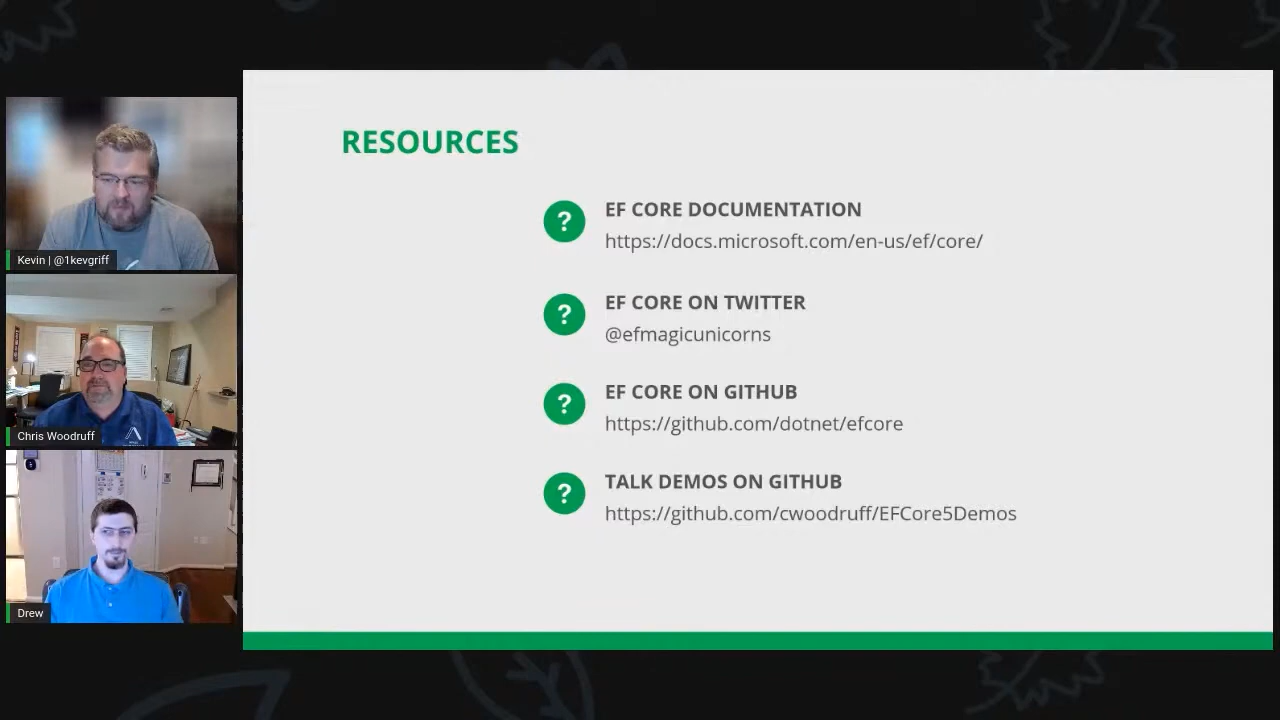 RESOURCES
EF CORE DOCUMENTATION
https://docs.microsoft.com/en-us/ef/core/
EF CORE ON TWITTER
@efmagicunicorns
EF CORE ON GITHUB
https://github.com/dotnet/efcore
TALK DEMOS ON GITHUB
https://github.com/cwoodruff/EFCore5Demos
Kevin | @1kevgriff
Chris Woodruff
Drew